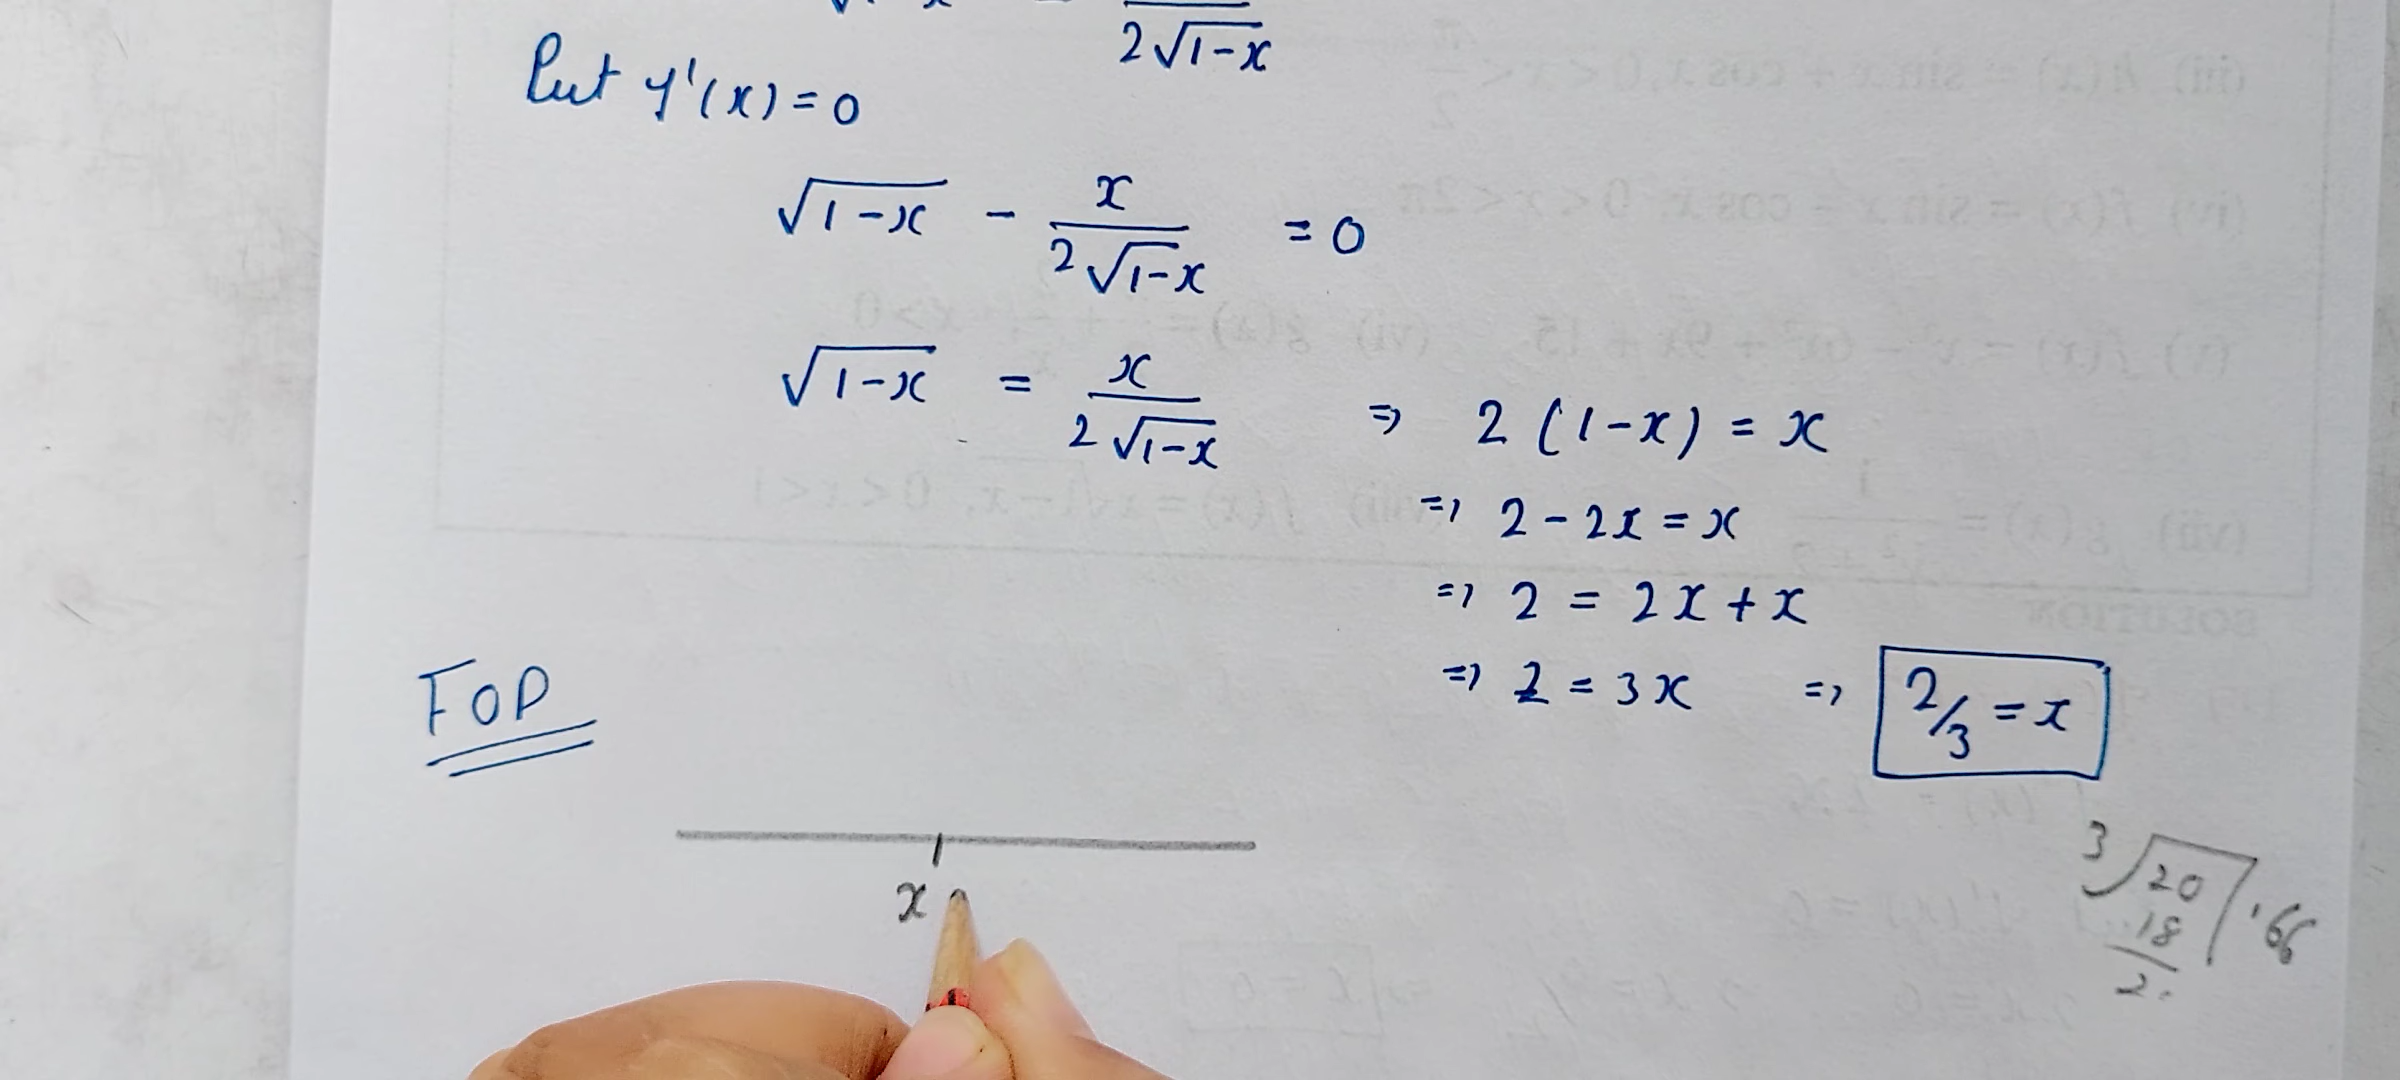 2√1-x
Put y'(x) = 0
√1-x - x/2√1-x = 0
√1-x = x/2√1-x ⇒ 2 (1-x) = x
⇒ 2 - 2x = x
⇒ 2 = 2x + x
⇒ 2 = 3x ⇒ 2/3 = x
FOP
x
3 √20 .66
18
2.